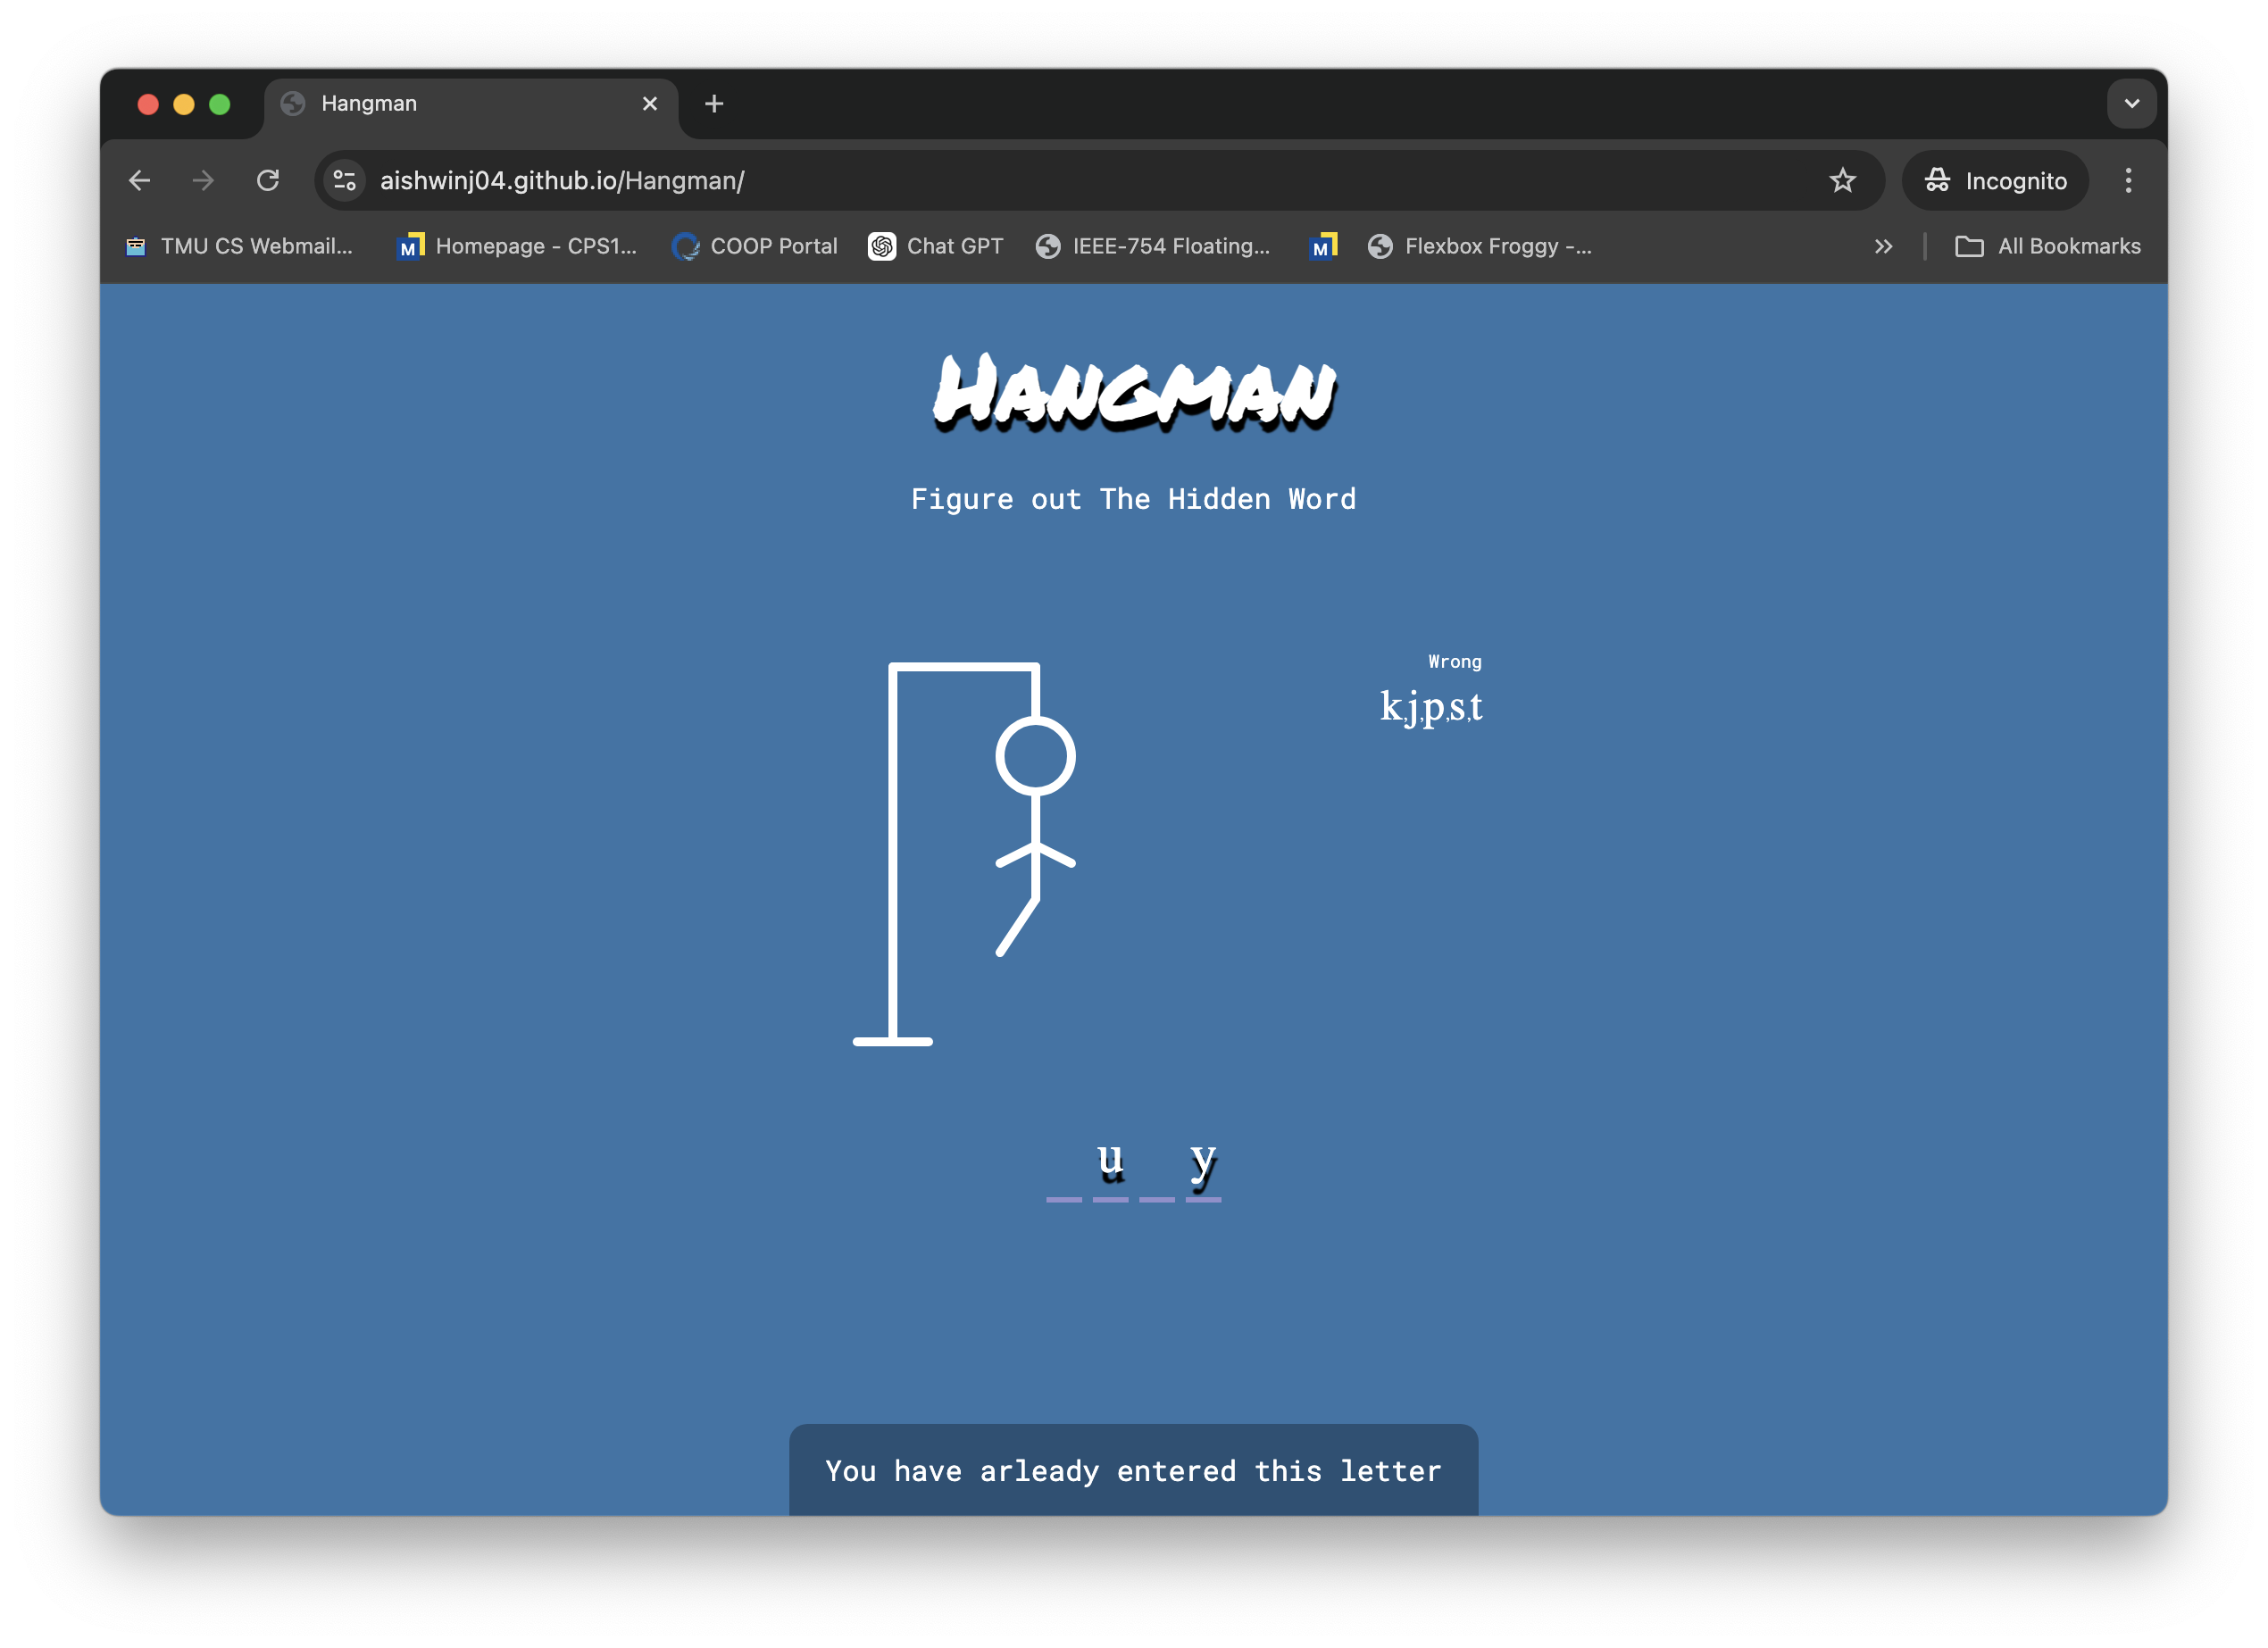 Hangman
aishwinj04.github.io/Hangman/
Incognito
TMU CS Webmail...
Homepage - CPS1...
COOP Portal
Chat GPT
IEEE-754 Floating...
M
Flexbox Froggy -...
All Bookmarks
HANGMAN
Figure out The Hidden Word
Wrong
k,j,p,s,t
_ u _ y
You have arleady entered this letter